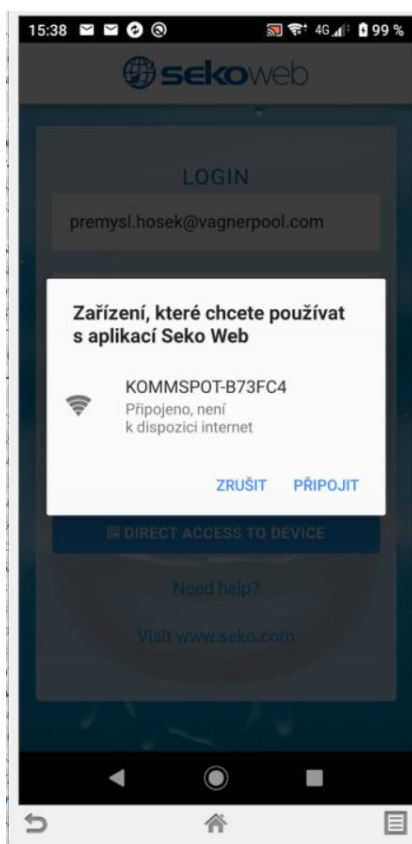 15:38 4G 99 %
sekoweb
LOGIN
premysl.hosek@vagnerpool.com
Zařízení, které chcete používat
s aplikací Seko Web
KOMMSPOT-B73FC4
Připojeno, není
k dispozici internet
ZRUŠIT PŘIPOJIT
DIRECT ACCESS TO DEVICE
Need help?
Visit www.seko.com